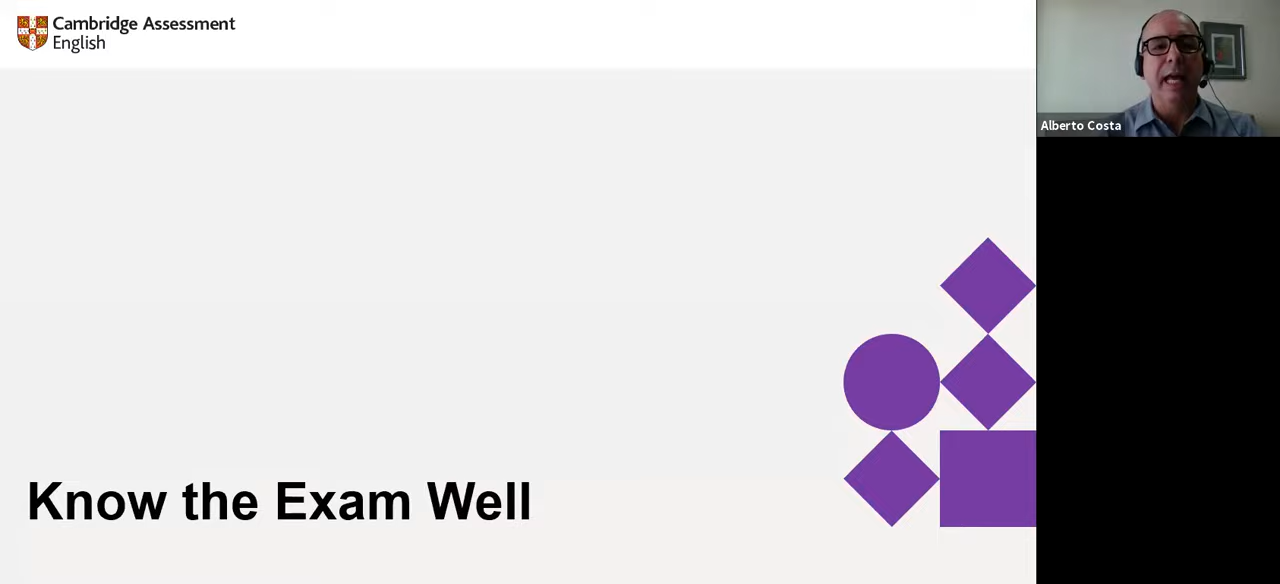 Cambridge Assessment
English
Alberto Costa
Know the Exam Well